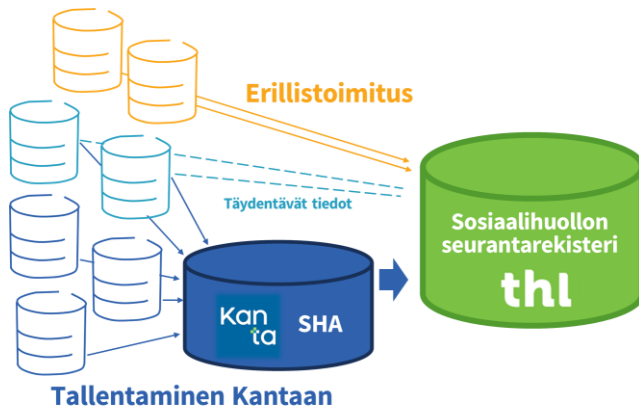 Erillistoimitus
Täydentävät tiedot
Sosiaalihuollon
seurantarekisteri
thl
Kan
ta
SHA
Tallentaminen Kantaan